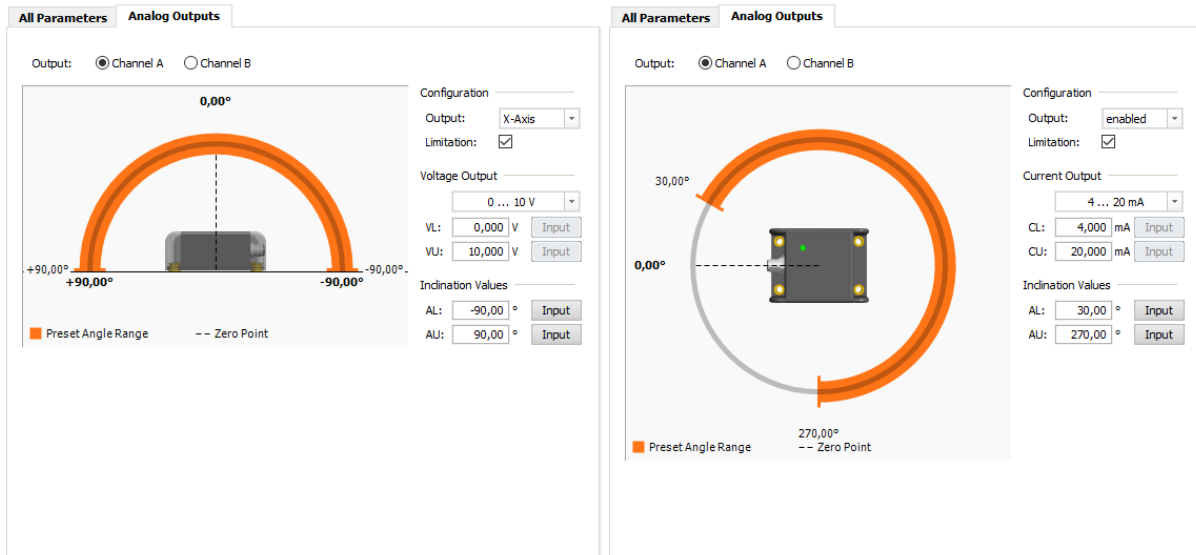 All Parameters Analog Outputs
Output: Channel A Channel B
0,00°
+90,00° -90,00°
+90,00° -90,00°
Preset Angle Range -- Zero Point
Configuration
Output: X-Axis
Limitation:
Voltage Output
0 ... 10 V
VL: 0,000 V Input
VU: 10,000 V Input
Inclination Values
AL: -90,00 ° Input
AU: 90,00 ° Input
All Parameters Analog Outputs
Output: Channel A Channel B
30,00°
0,00°
270,00°
Preset Angle Range -- Zero Point
Configuration
Output: enabled
Limitation:
Current Output
4 ... 20 mA
CL: 4,000 mA Input
CU: 20,000 mA Input
Inclination Values
AL: 30,00 ° Input
AU: 270,00 ° Input